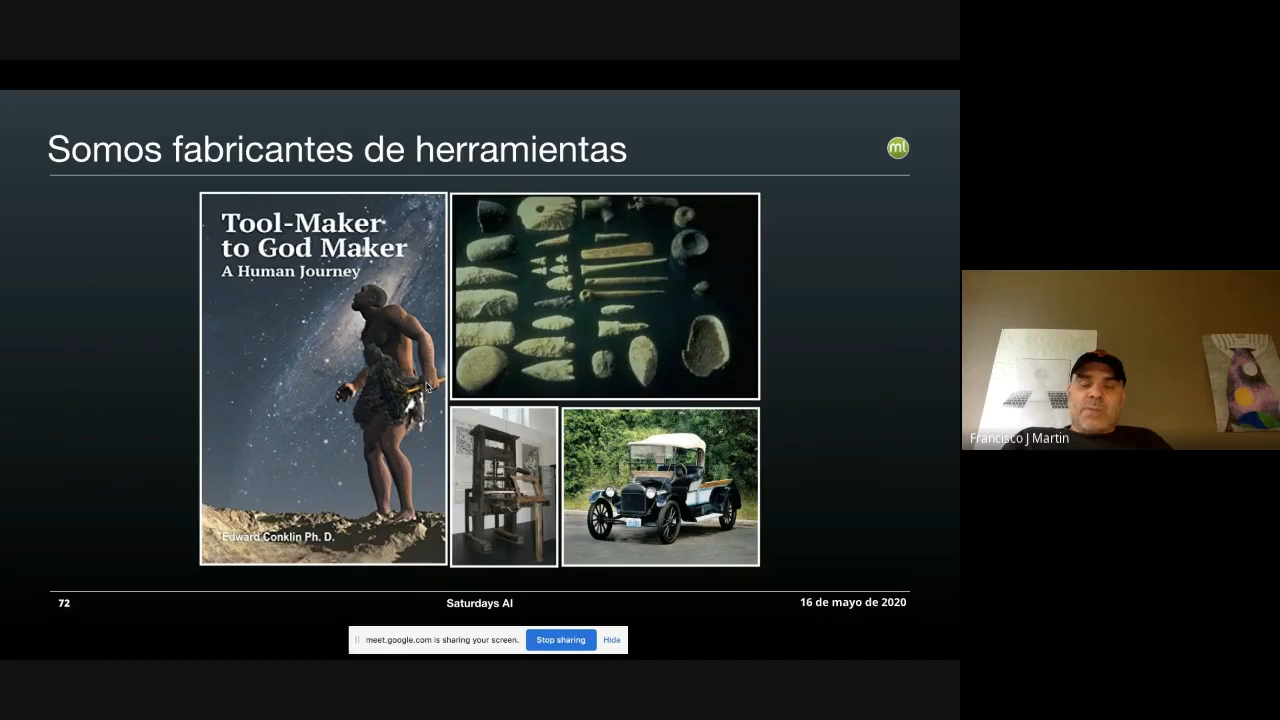 Somos fabricantes de herramientas
ml
Tool-Maker
to God Maker
A Human Journey
Edward Conklin Ph. D.
72
Saturdays AI
16 de mayo de 2020
meet.google.com is sharing your screen.
Stop sharing
Hide
Francisco J Martin